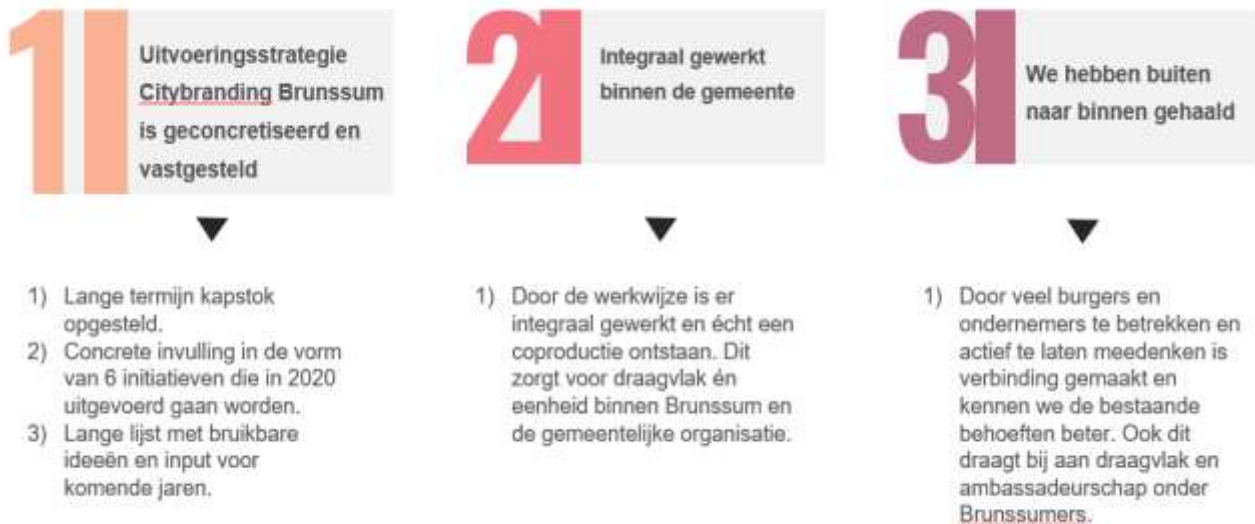 1
Uitvoeringsstrategie
Citybranding Brunssum
is geconcretiseerd en
vastgesteld
1) Lange termijn kapstok
opgesteld.
2) Concrete invulling in de vorm
van 6 initiatieven die in 2020
uitgevoerd gaan worden.
3) Lange lijst met bruikbare
ideeën en input voor
komende jaren.
2
Integraal gewerkt
binnen de gemeente
1) Door de werkwijze is er
integraal gewerkt en écht een
coproductie ontstaan. Dit
zorgt voor draagvlak én
eenheid binnen Brunssum en
de gemeentelijke organisatie.
3
We hebben buiten
naar binnen gehaald
1) Door veel burgers en
ondernemers te betrekken en
actief te laten meedenken is
verbinding gemaakt en
kennen we de bestaande
behoeften beter. Ook dit
draagt bij aan draagvlak en
ambassadeurschap onder
Brunssumers.